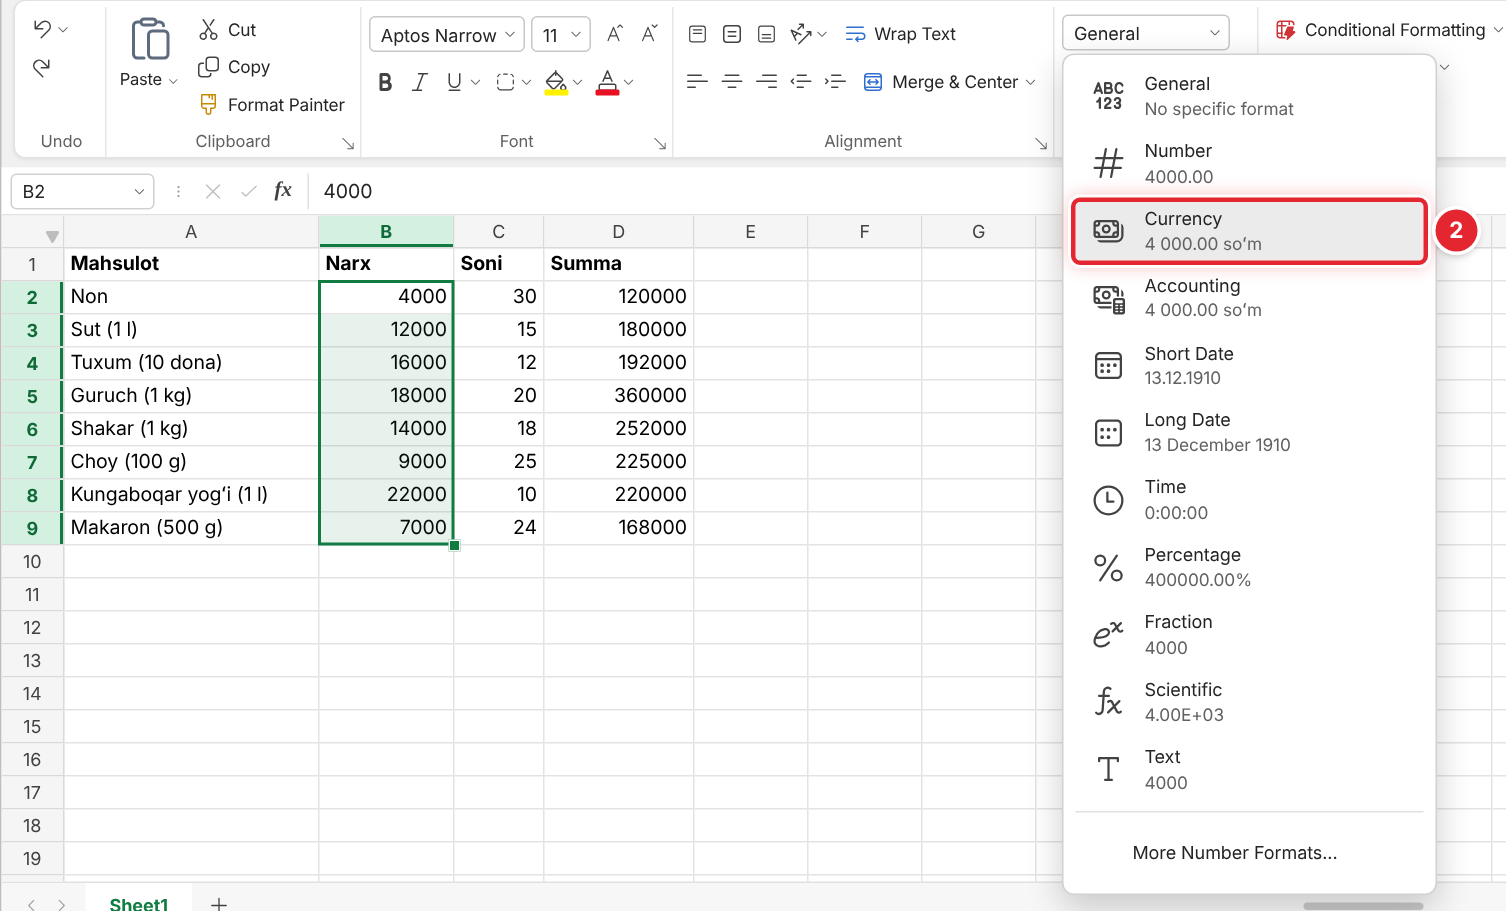 Undo
Paste
Cut
Copy
Format Painter
Clipboard
Aptos Narrow
11
B I U A
Font
Wrap Text
Merge & Center
Alignment
General
Conditional Formatting
B2
fx
4000
A B C D E F G
1 Mahsulot Narx Soni Summa
2 Non 4000 30 120000
3 Sut (1 l) 12000 15 180000
4 Tuxum (10 dona) 16000 12 192000
5 Guruch (1 kg) 18000 20 360000
6 Shakar (1 kg) 14000 18 252000
7 Choy (100 g) 9000 25 225000
8 Kungaboqar yogʻi (1 l) 22000 10 220000
9 Makaron (500 g) 7000 24 168000
10
11
12
13
14
15
16
17
18
19
Sheet1
ABC
123
General
No specific format
Number
4000.00
Currency
4 000.00 soʻm
2
Accounting
4 000.00 soʻm
Short Date
13.12.1910
Long Date
13 December 1910
Time
0:00:00
Percentage
400000.00%
Fraction
4000
Scientific
4.00E+03
Text
4000
More Number Formats...